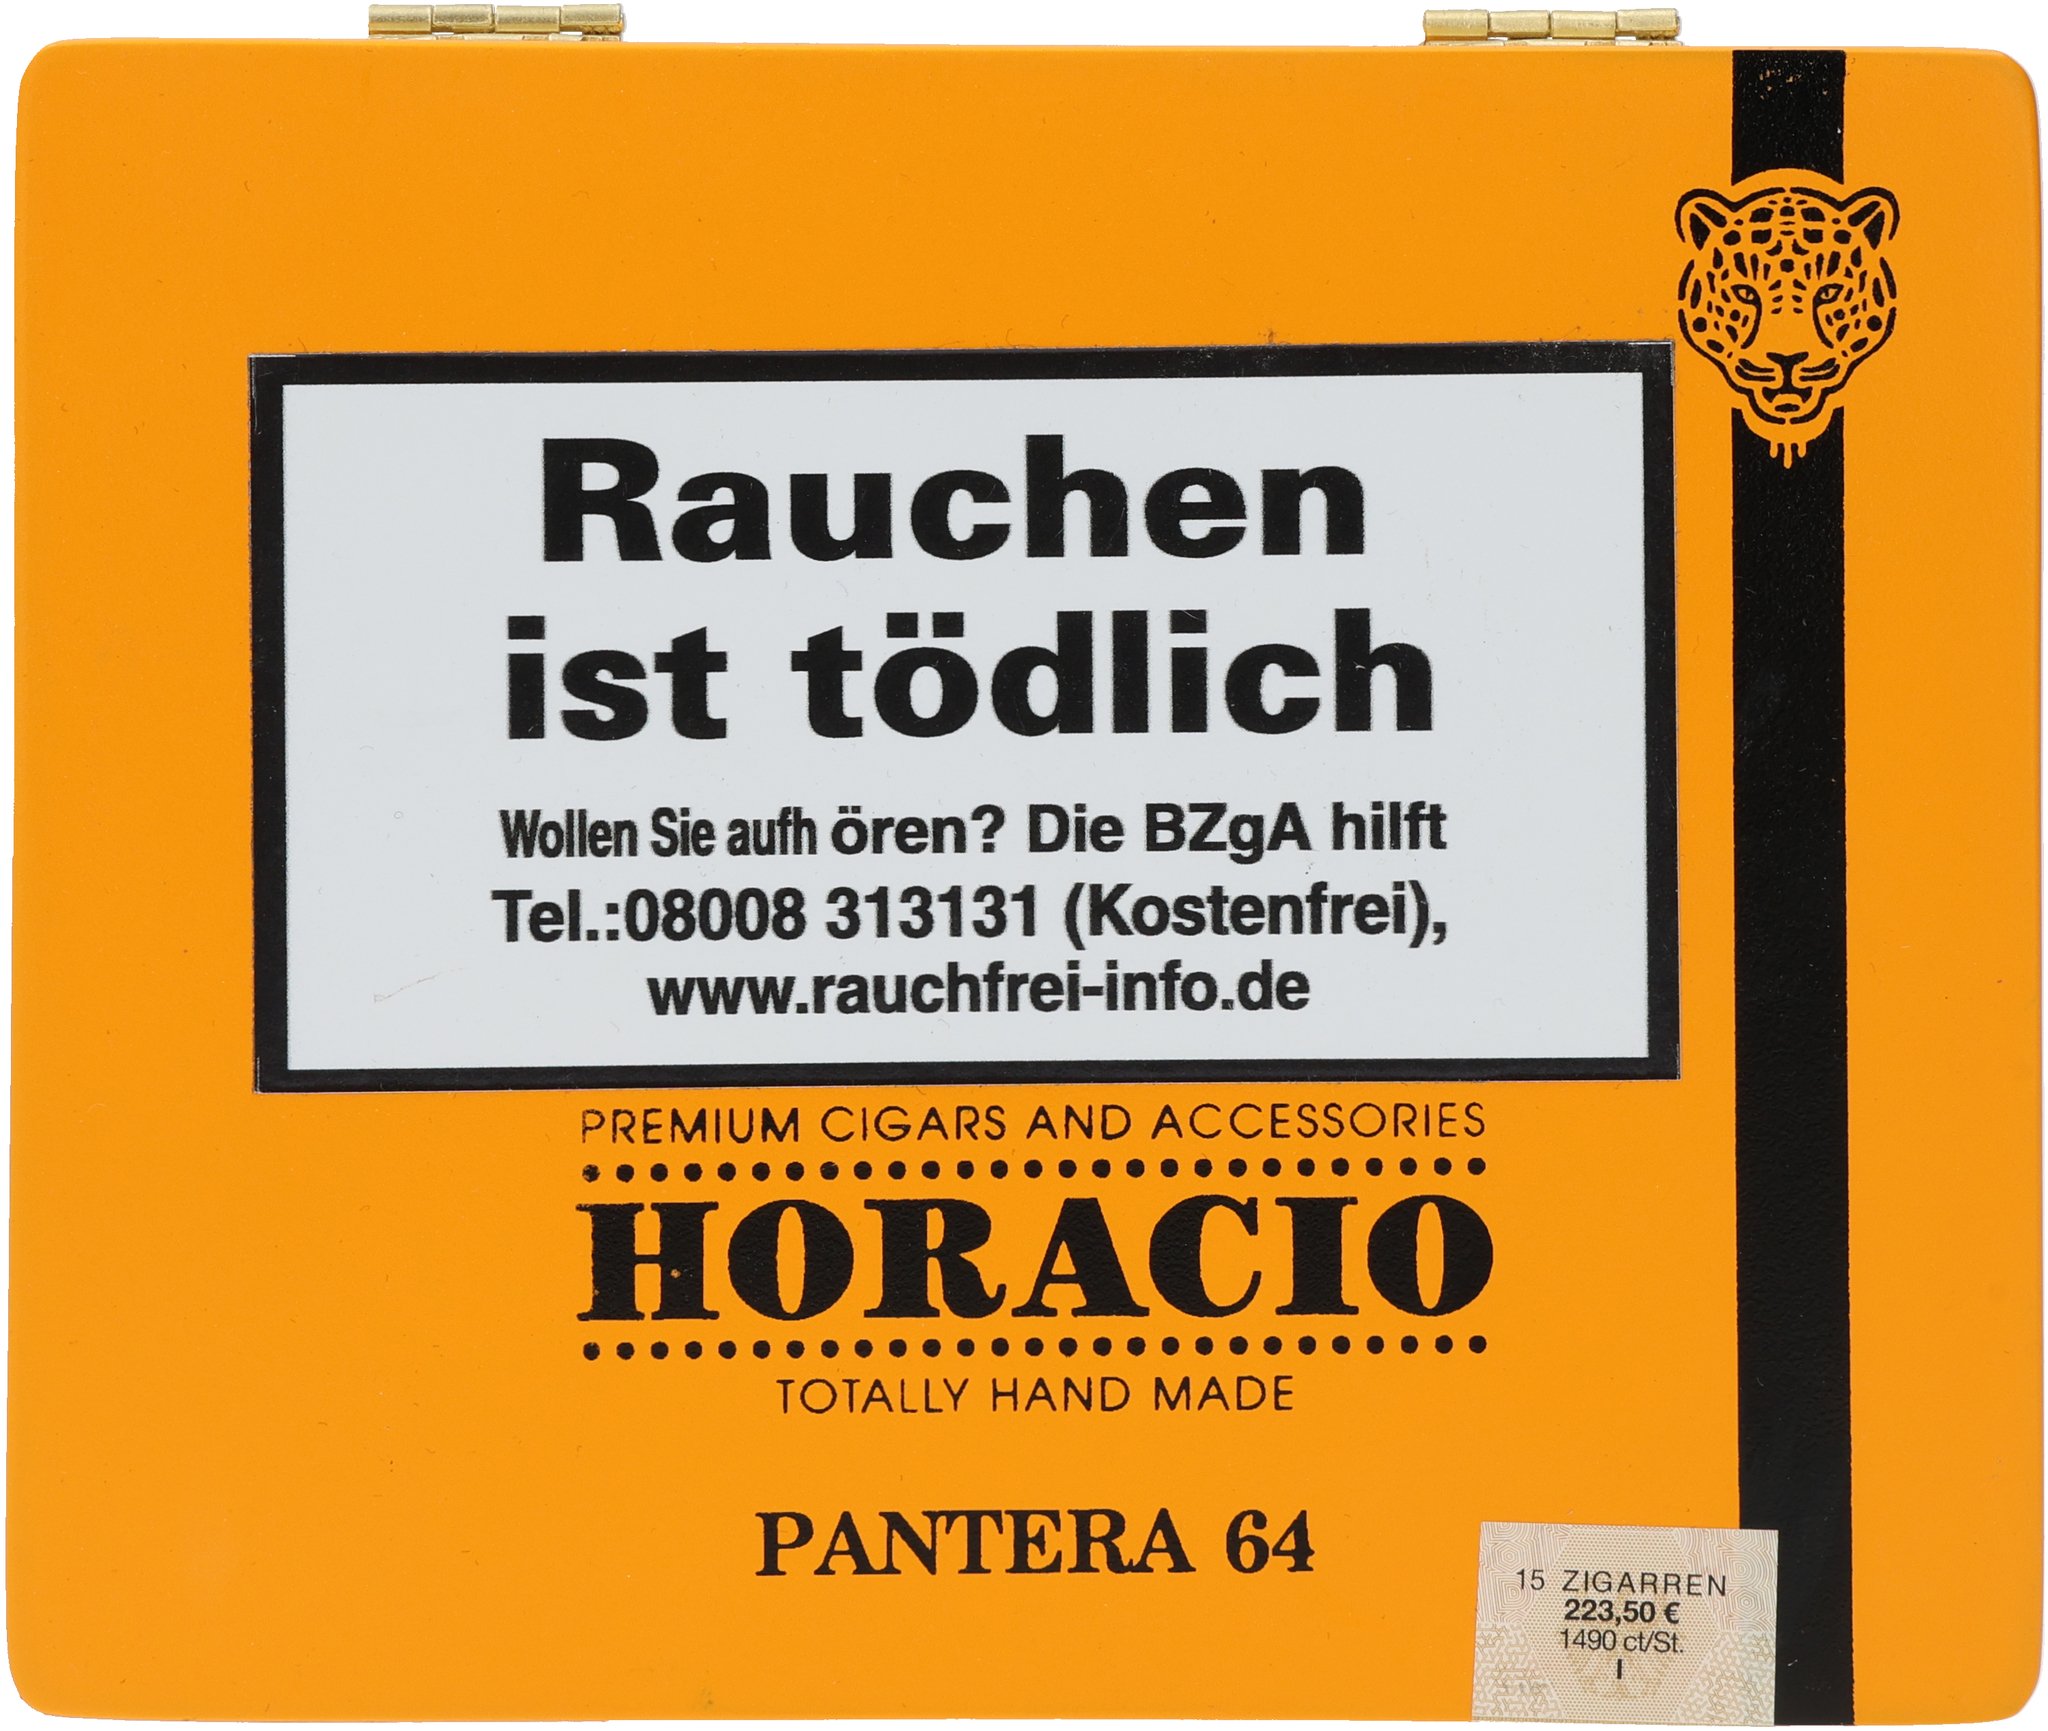 Rauchen
ist tödlich
Wollen Sie aufh ören? Die BZgA hilft
Tel.:08008 313131 (Kostenfrei),
www.rauchfrei-info.de
PREMIUM CIGARS AND ACCESSORIES
HORACIO
TOTALLY HAND MADE
PANTERA 64
15 ZIGARREN
223,50 €
1490 ct/St.
I